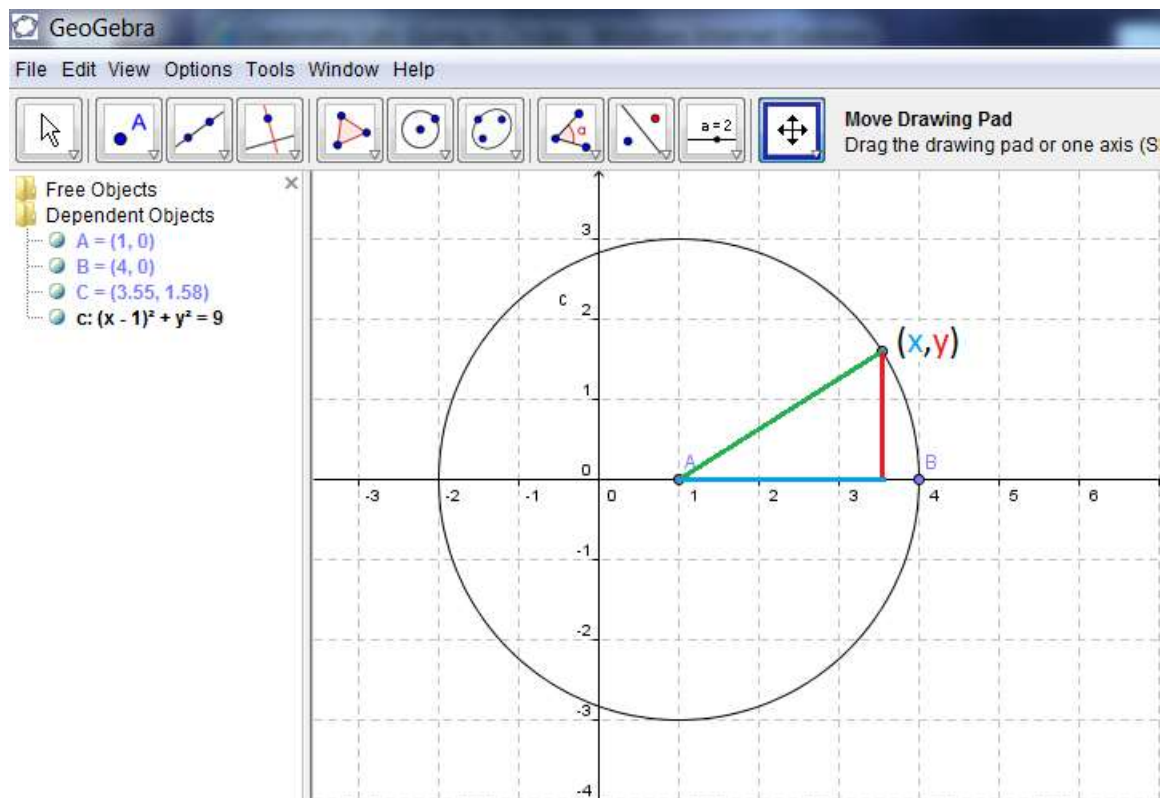 GeoGebra
File Edit View Options Tools Window Help
A
α
a = 2
Move Drawing Pad
Drag the drawing pad or one axis (S
Free Objects
Dependent Objects
A = (1, 0)
B = (4, 0)
C = (3.55, 1.58)
c: (x - 1)² + y² = 9
3
c
2
(x,y)
1
A
B
0
-3 -2 -1 0 1 2 3 4 5 6
-1
-2
-3
-4